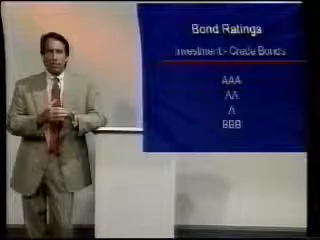 Bond Ratings
Investment - Grade Bonds
AAA
AA
A
BBB